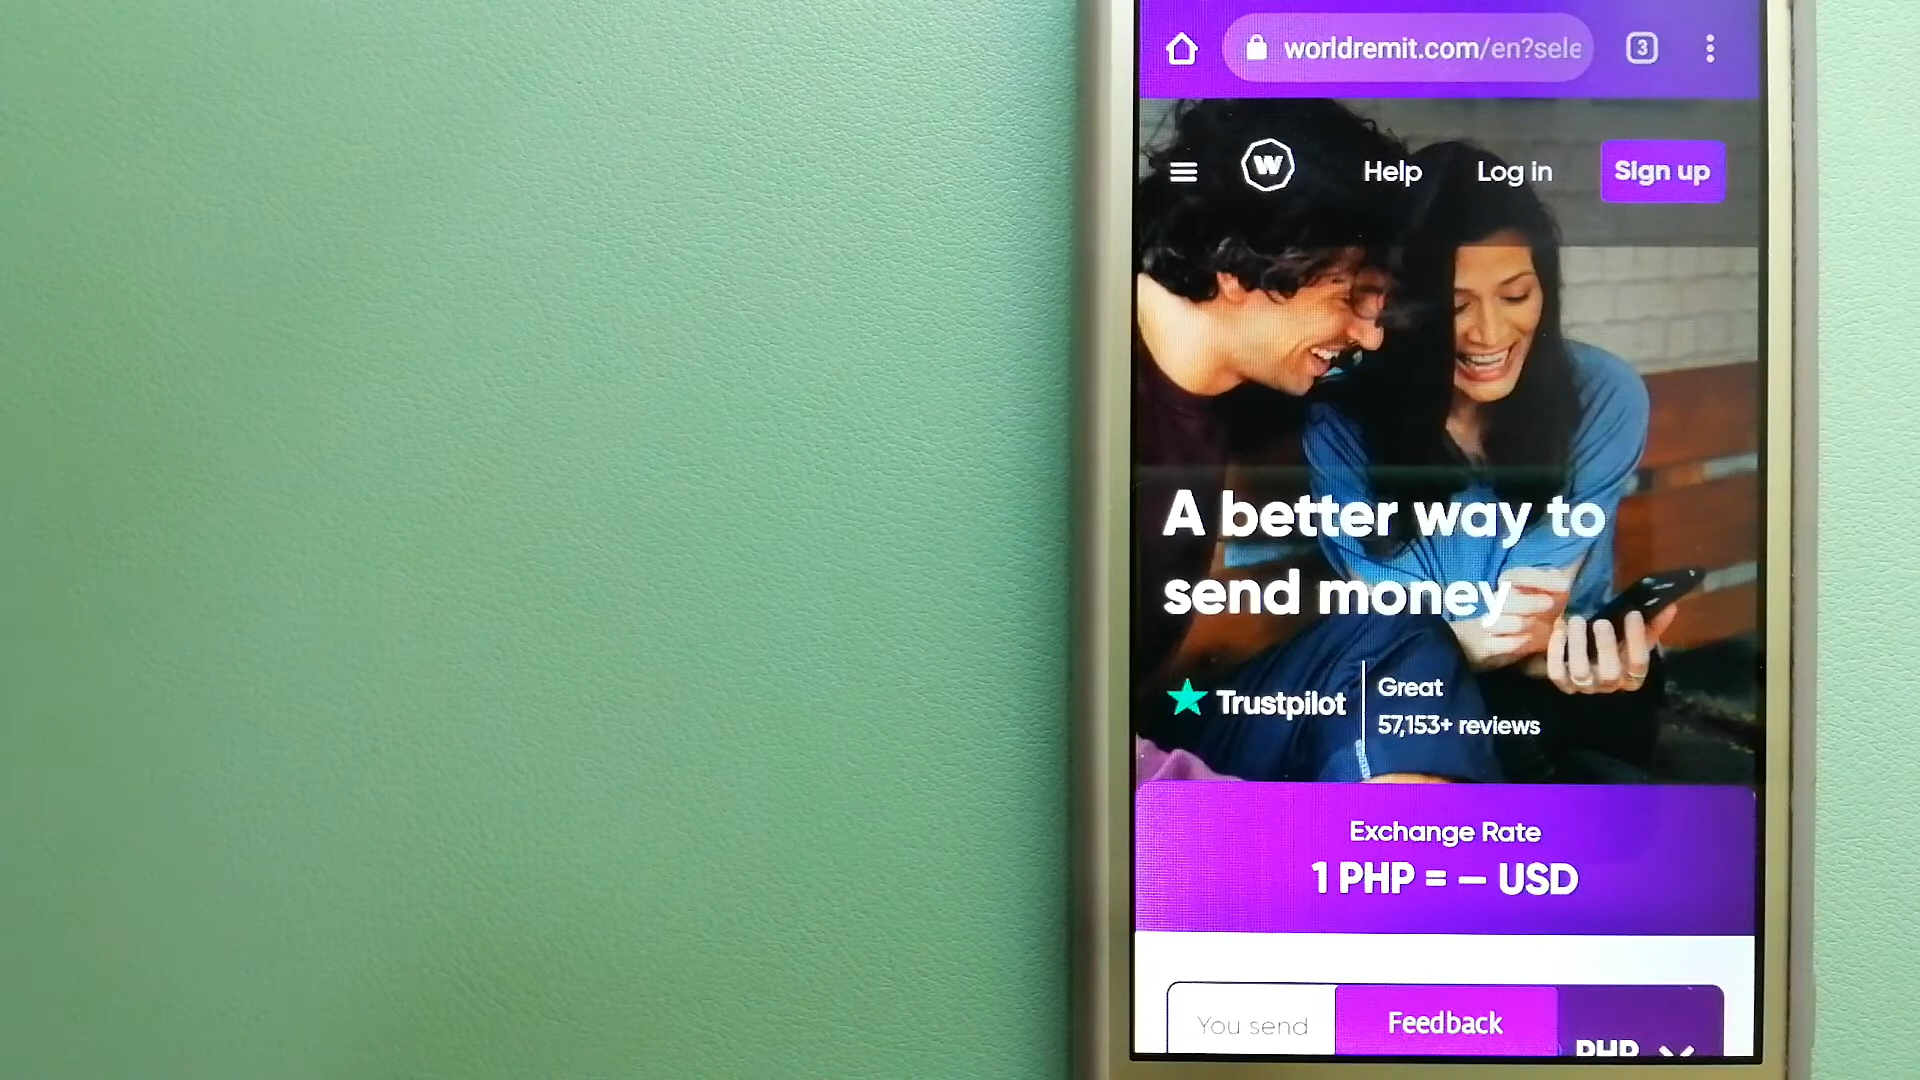 worldremit.com/en?sele
3
W
Help
Log in
Sign up
A better way to
send money
Trustpilot
Great
57,153+ reviews
Exchange Rate
1 PHP = – USD
You send
Feedback
PHP